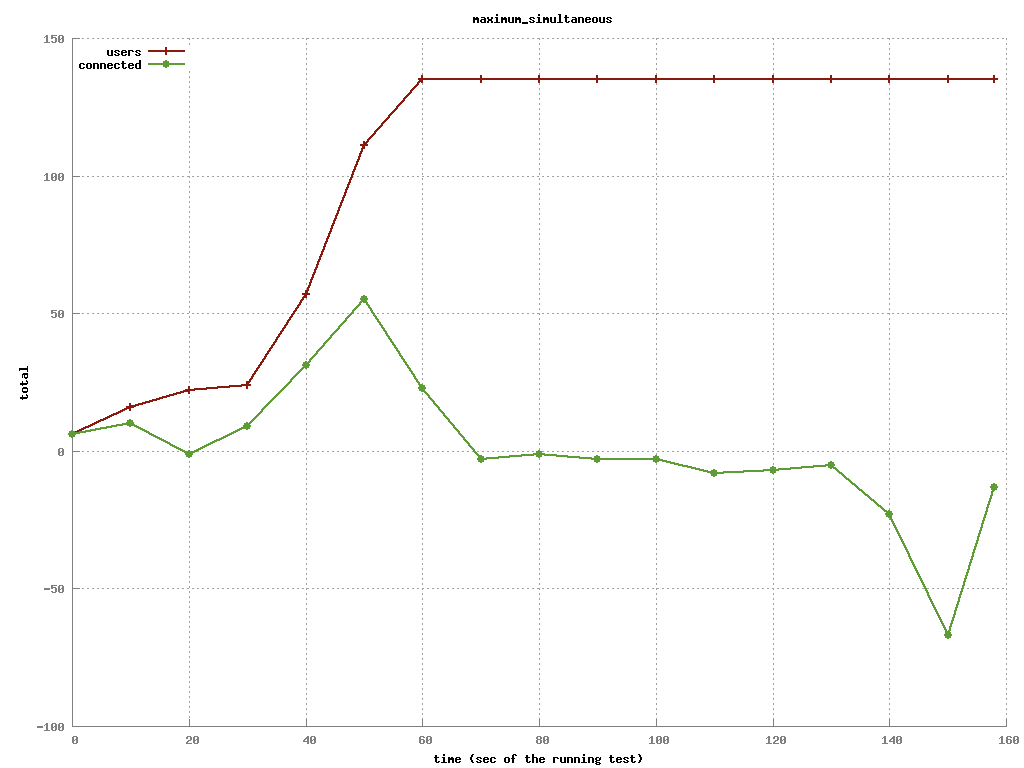 maximum_simultaneous
users
connected
150
100
50
0
-50
-100
total
0 20 40 60 80 100 120 140 160
time (sec of the running test)